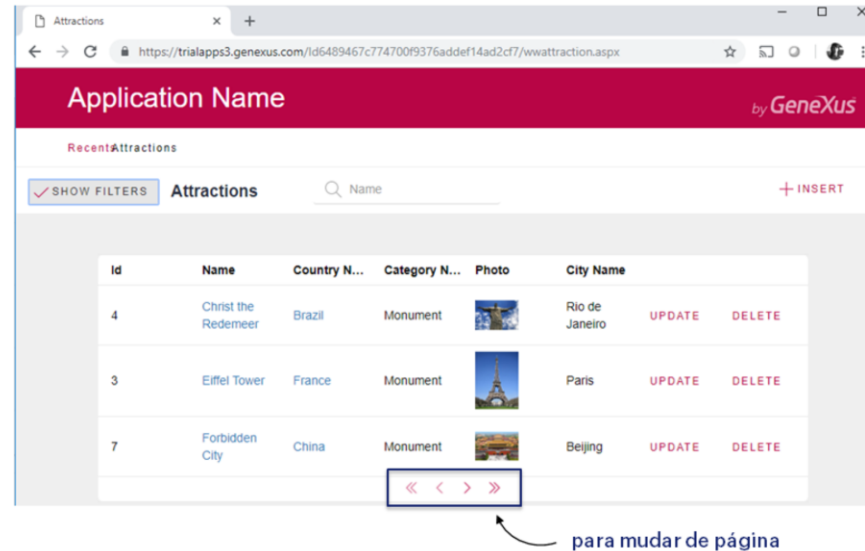 Attractions
https://trialapps3.genexus.com/Id6489467c774700f9376addef14ad2cf7/wwattraction.aspx
Application Name
by GeneXus
RecentsAttractions
SHOW FILTERS Attractions Name INSERT
Id Name Country N... Category N... Photo City Name
4 Christ the Redemeer Brazil Monument Rio de Janeiro UPDATE DELETE
3 Eiffel Tower France Monument Paris UPDATE DELETE
7 Forbidden City China Monument Beijing UPDATE DELETE
para mudar de página